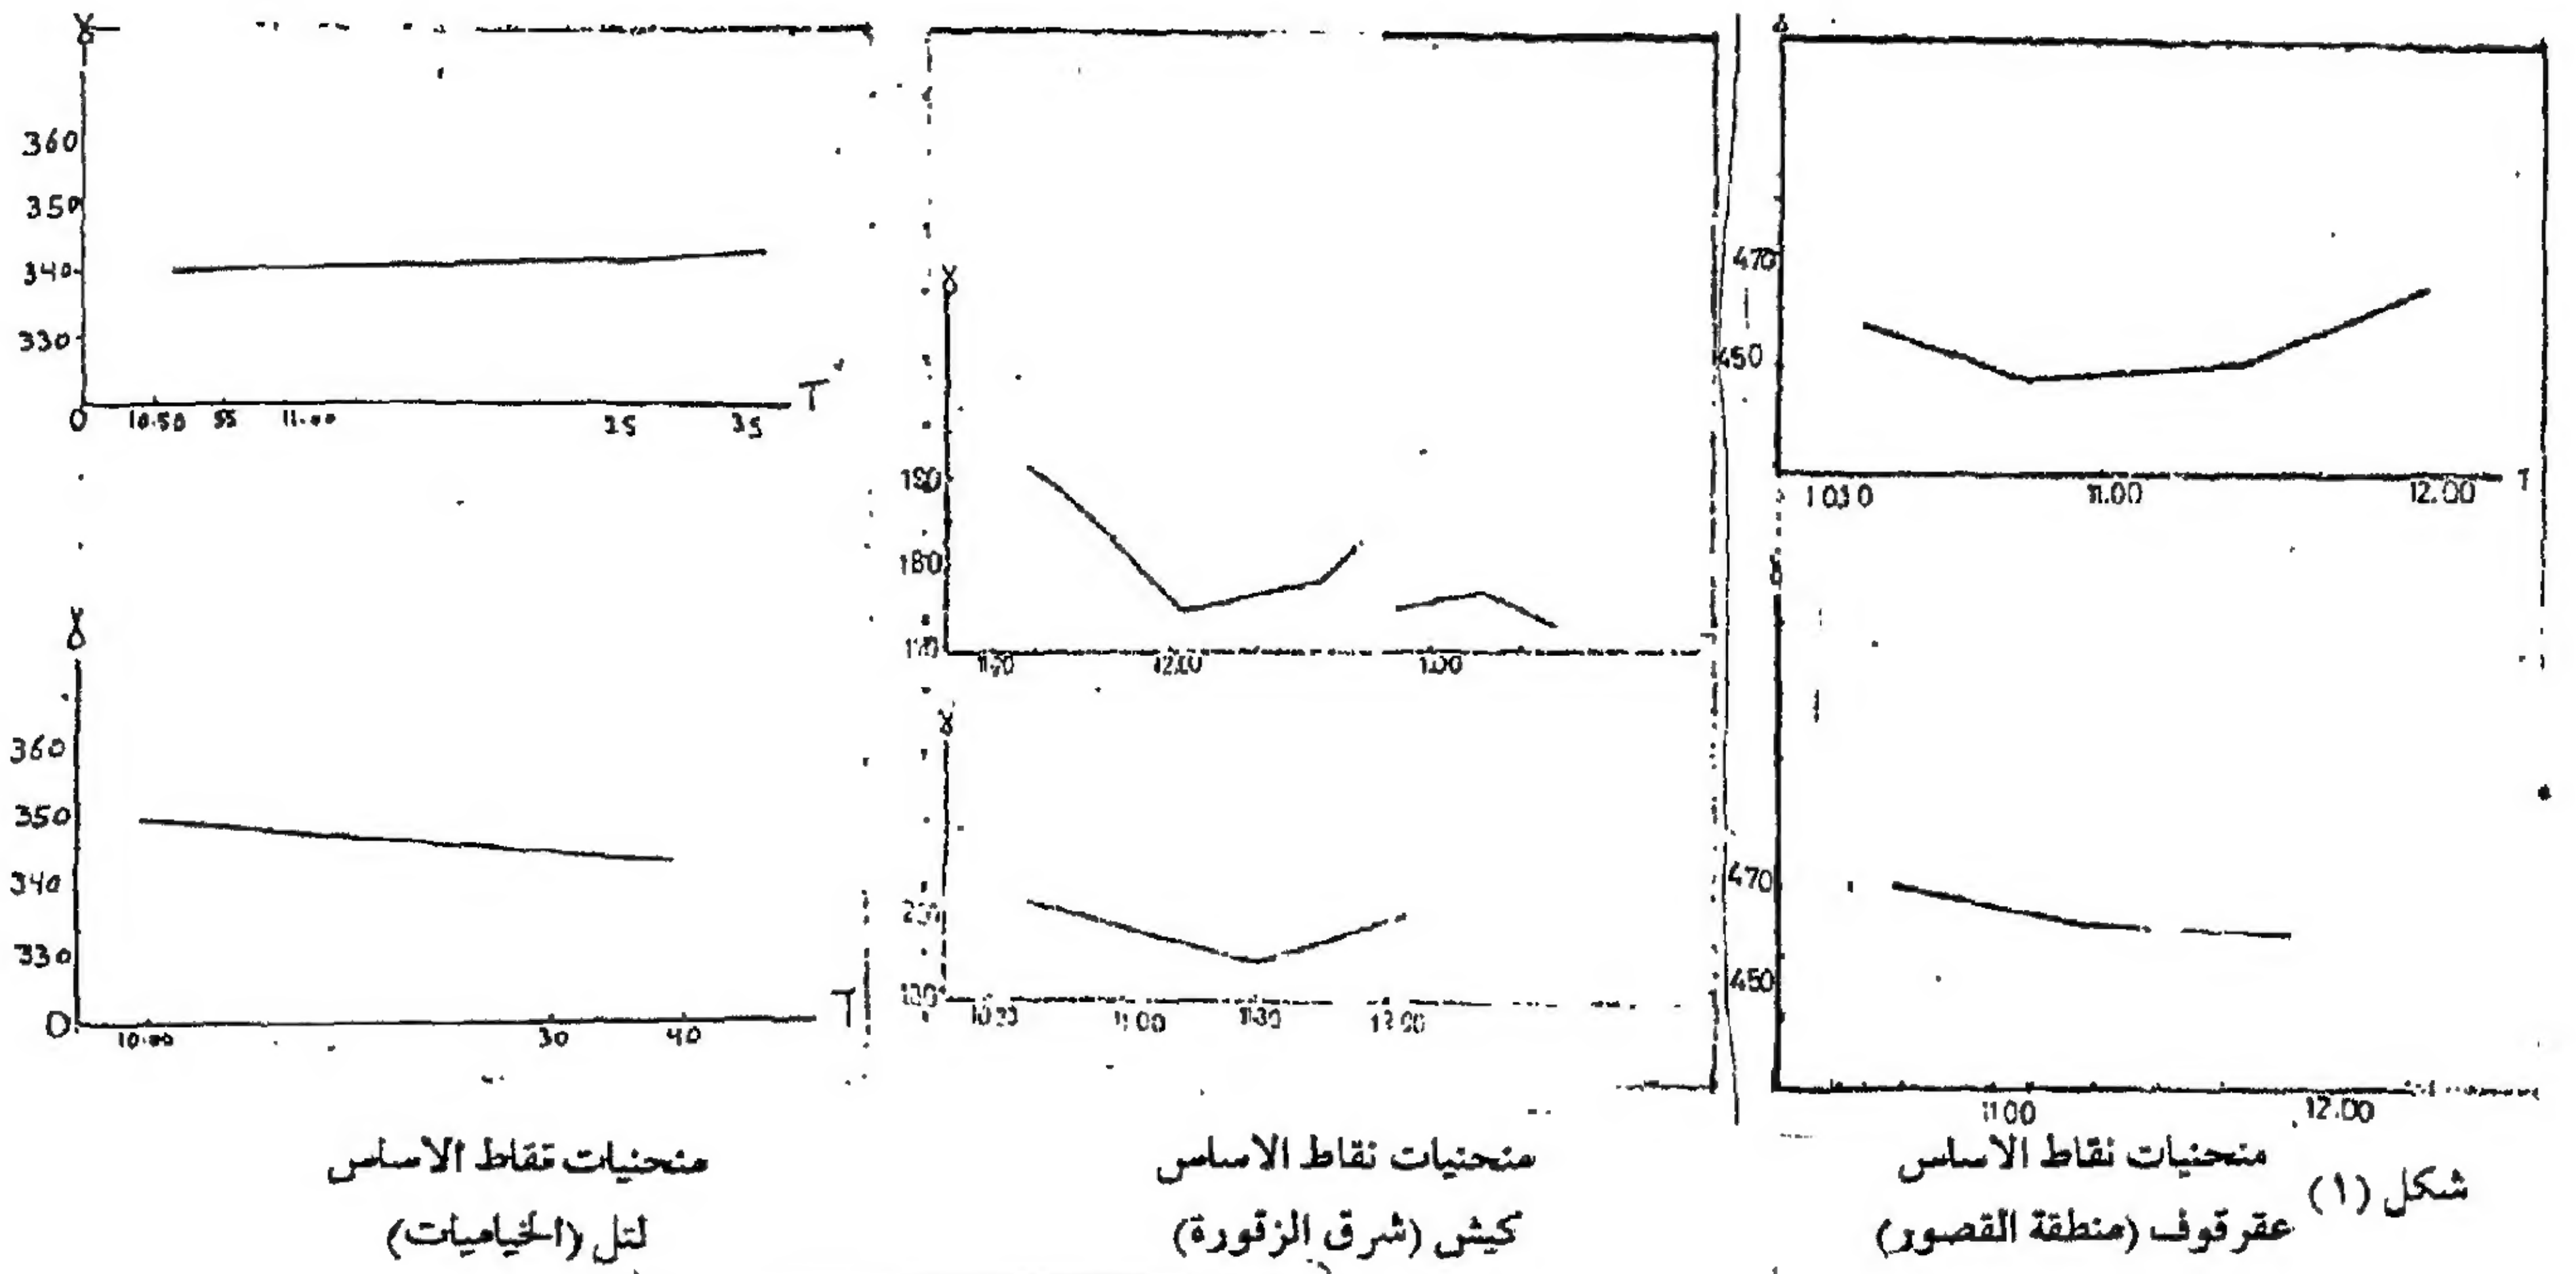 شكل (١)
منحنيات نقاط الاساس
عقرقوف (منطقة القصور)
منحنيات نقاط الاساس
كيش (شرق الزقورة)
منحنيات نقاط الاساس
لتل (الخياميات)
γ
470
450
1030 11.00 12.00 T
470
450
11.00 12.00
γ
190
180
170
12.00 1.00
γ
10.30 11.00 11.30 12.00
γ
360
350
340
330
0 10.50 55 11.00 25 35 T
γ
360
350
340
330
0 10.00 30 40 T